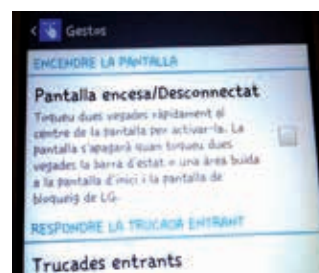 Gestos
ENCENDRE LA PANTALLA
Pantalla encesa/Desconnectat
Toqueu dues vegades ràpidament el
centre de la pantalla per activar-la. La
pantalla s'apagarà quan toqueu dues
vegades la barra d'estat o una àrea buida
a la pantalla d'inici i la pantalla de
bloqueig de LG.
RESPONDRE LA TRUCADA ENTRANT
Trucades entrants